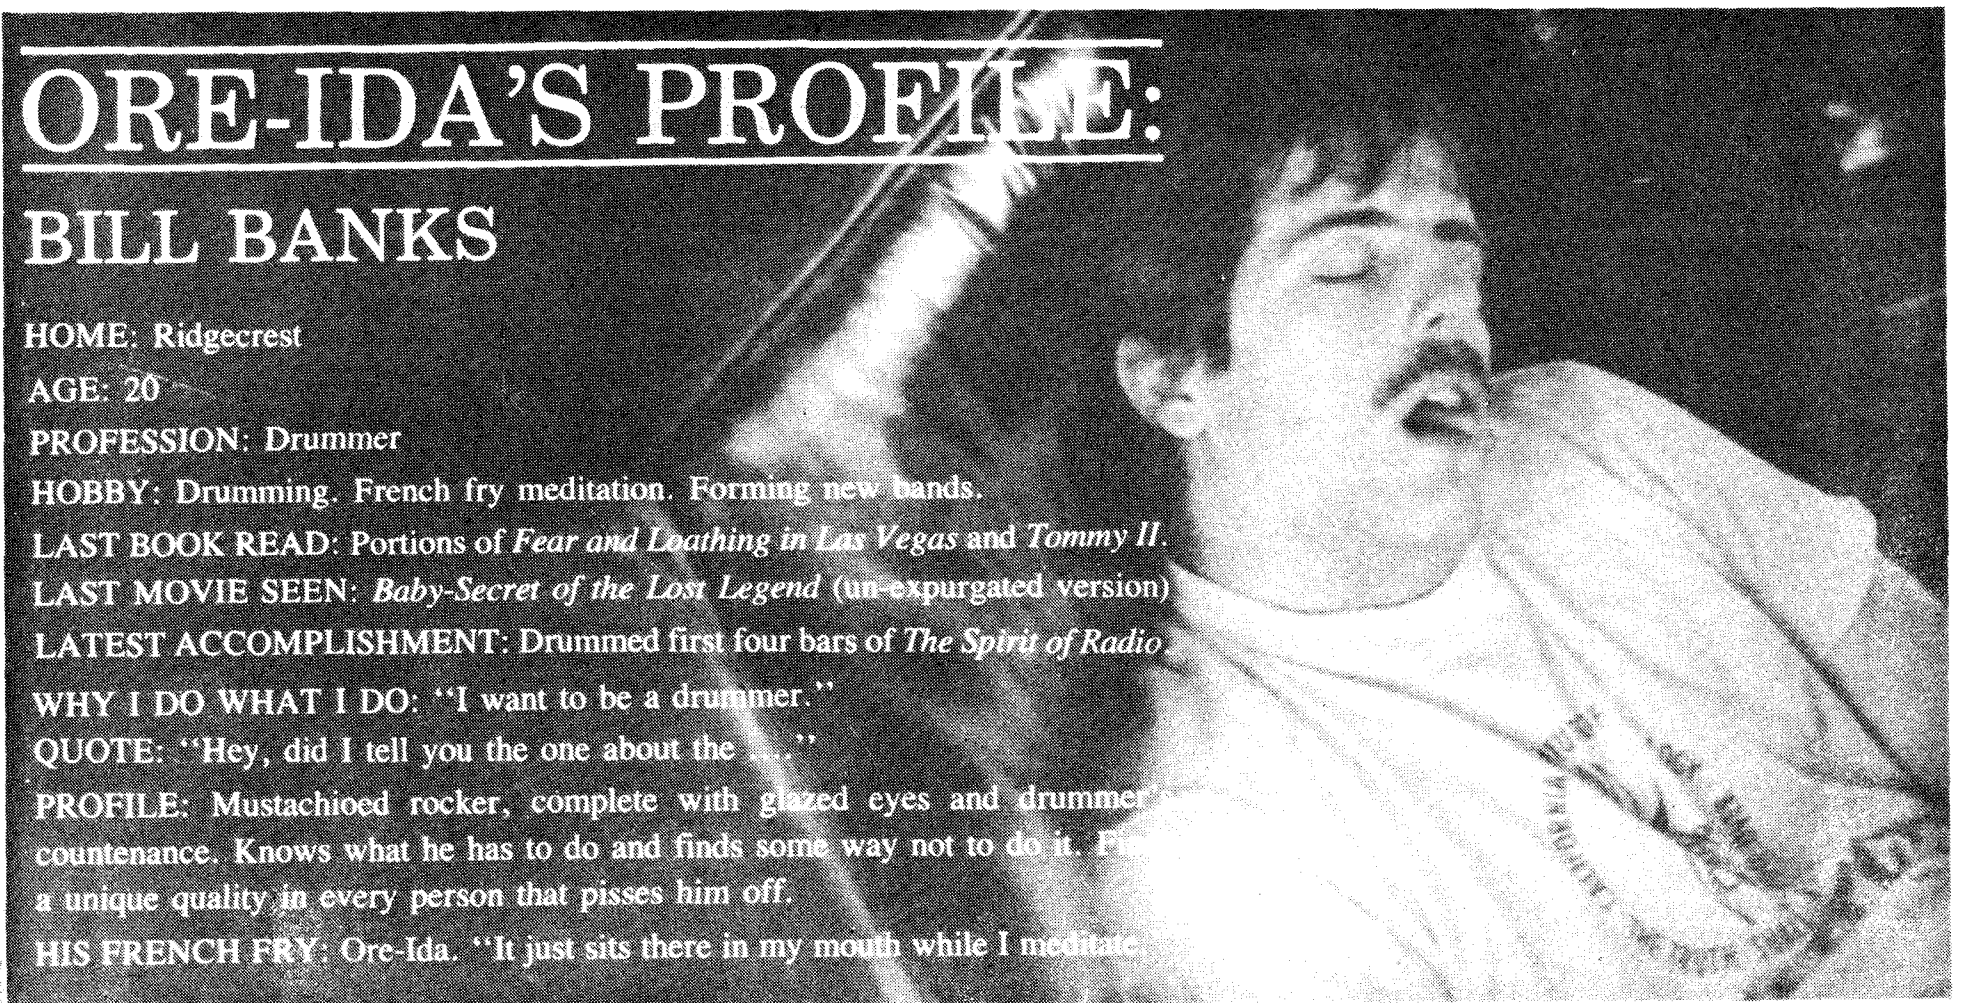 ORE-IDA'S PROFILE:
BILL BANKS
HOME: Ridgecrest
AGE: 20
PROFESSION: Drummer
HOBBY: Drumming. French fry meditation. Forming new bands.
LAST BOOK READ: Portions of Fear and Loathing in Las Vegas and Tommy II.
LAST MOVIE SEEN: Baby-Secret of the Lost Legend (un-expurgated version)
LATEST ACCOMPLISHMENT: Drummed first four bars of The Spirit of Radio.
WHY I DO WHAT I DO: “I want to be a drummer.”
QUOTE: “Hey, did I tell you the one about the ....”
PROFILE: Mustachioed rocker, complete with glazed eyes and drummer
countenance. Knows what he has to do and finds some way not to do it.
a unique quality in every person that pisses him off.
HIS FRENCH FRY: Ore-Ida. “It just sits there in my mouth while I meditate